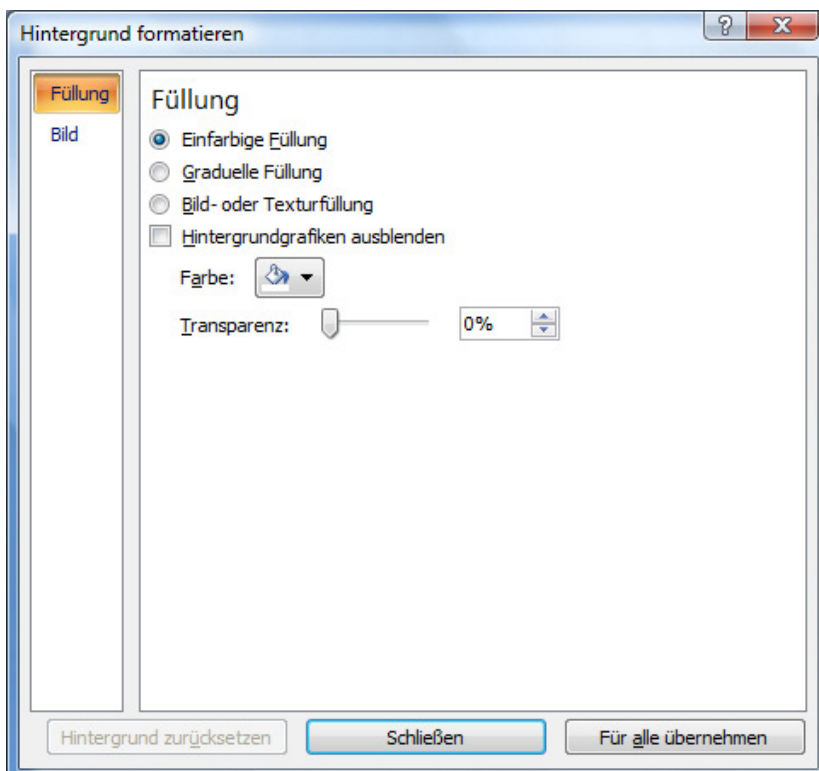 Hintergrund formatieren
Füllung
Bild
Füllung
Einfarbige Füllung
Graduelle Füllung
Bild- oder Texturfüllung
Hintergrundgrafiken ausblenden
Farbe:
Transparenz: 0%
Hintergrund zurücksetzen Schließen Für alle übernehmen